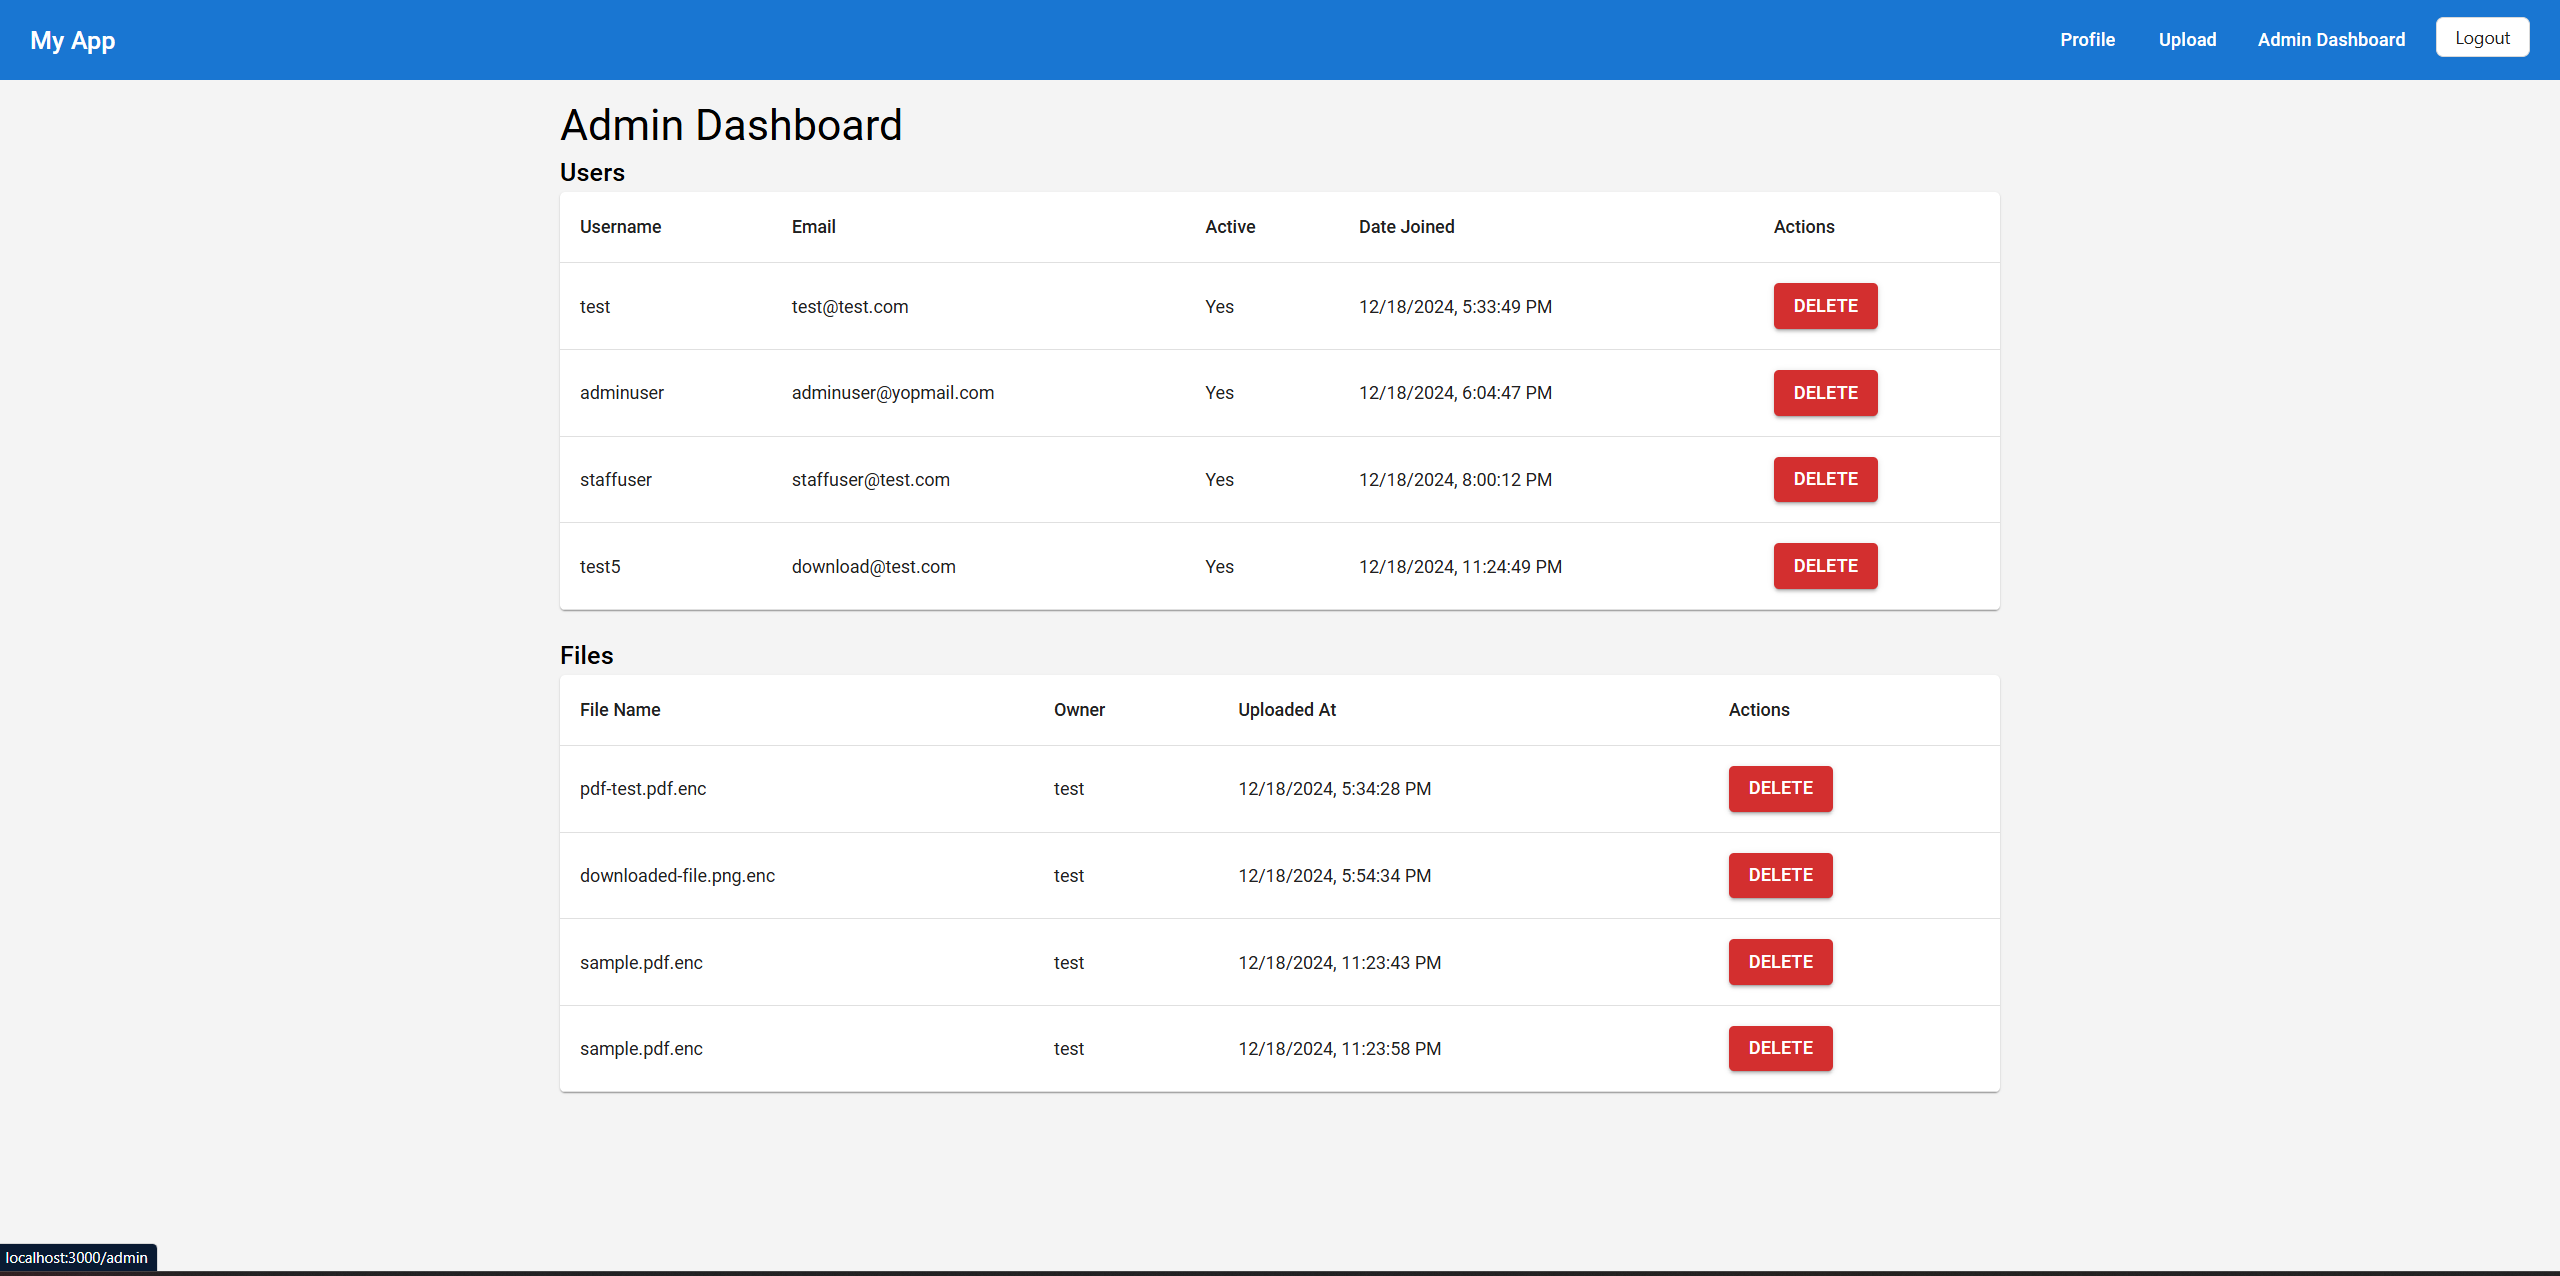 My App Profile Upload Admin Dashboard Logout
Admin Dashboard
Users
Username Email Active Date Joined Actions
test test@test.com Yes 12/18/2024, 5:33:49 PM DELETE
adminuser adminuser@yopmail.com Yes 12/18/2024, 6:04:47 PM DELETE
staffuser staffuser@test.com Yes 12/18/2024, 8:00:12 PM DELETE
test5 download@test.com Yes 12/18/2024, 11:24:49 PM DELETE
Files
File Name Owner Uploaded At Actions
pdf-test.pdf.enc test 12/18/2024, 5:34:28 PM DELETE
downloaded-file.png.enc test 12/18/2024, 5:54:34 PM DELETE
sample.pdf.enc test 12/18/2024, 11:23:43 PM DELETE
sample.pdf.enc test 12/18/2024, 11:23:58 PM DELETE
localhost:3000/admin